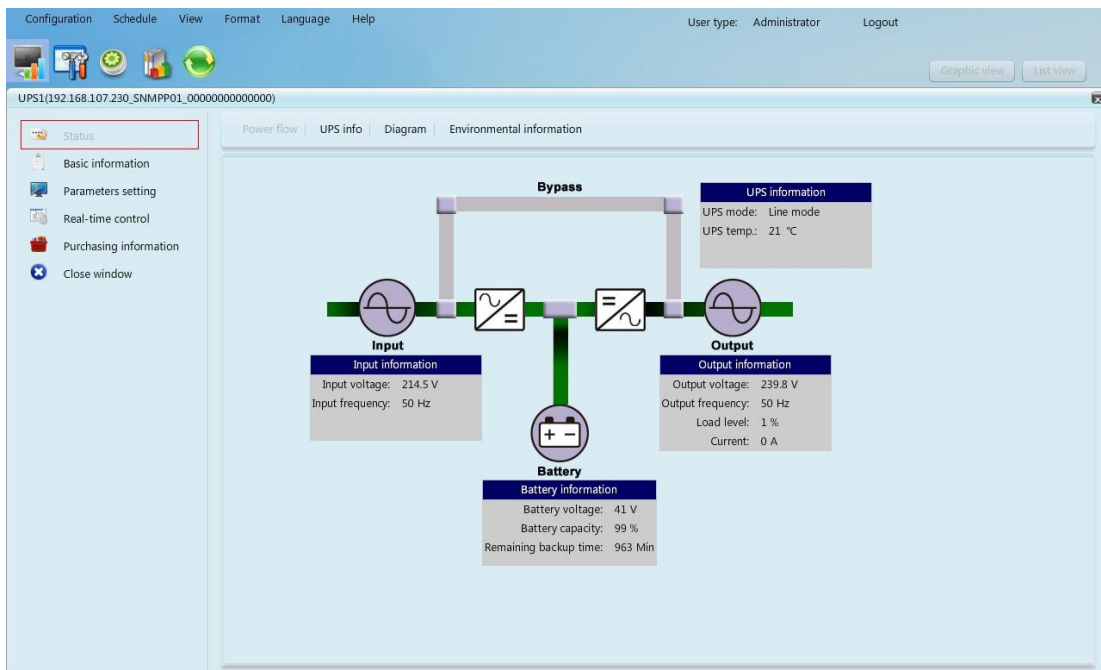 Configuration Schedule View Format Language Help User type: Administrator Logout
Graphic view List view
UPS1(192.168.107.230_SNMPP01_00000000000000)
Status
Basic information
Parameters setting
Real-time control
Purchasing information
Close window
Power flow UPS info Diagram Environmental information
Bypass
UPS information
UPS mode: Line mode
UPS temp.: 21 ℃
Input
Input information
Input voltage: 214.5 V
Input frequency: 50 Hz
Output
Output information
Output voltage: 239.8 V
Output frequency: 50 Hz
Load level: 1 %
Current: 0 A
Battery
Battery information
Battery voltage: 41 V
Battery capacity: 99 %
Remaining backup time: 963 Min